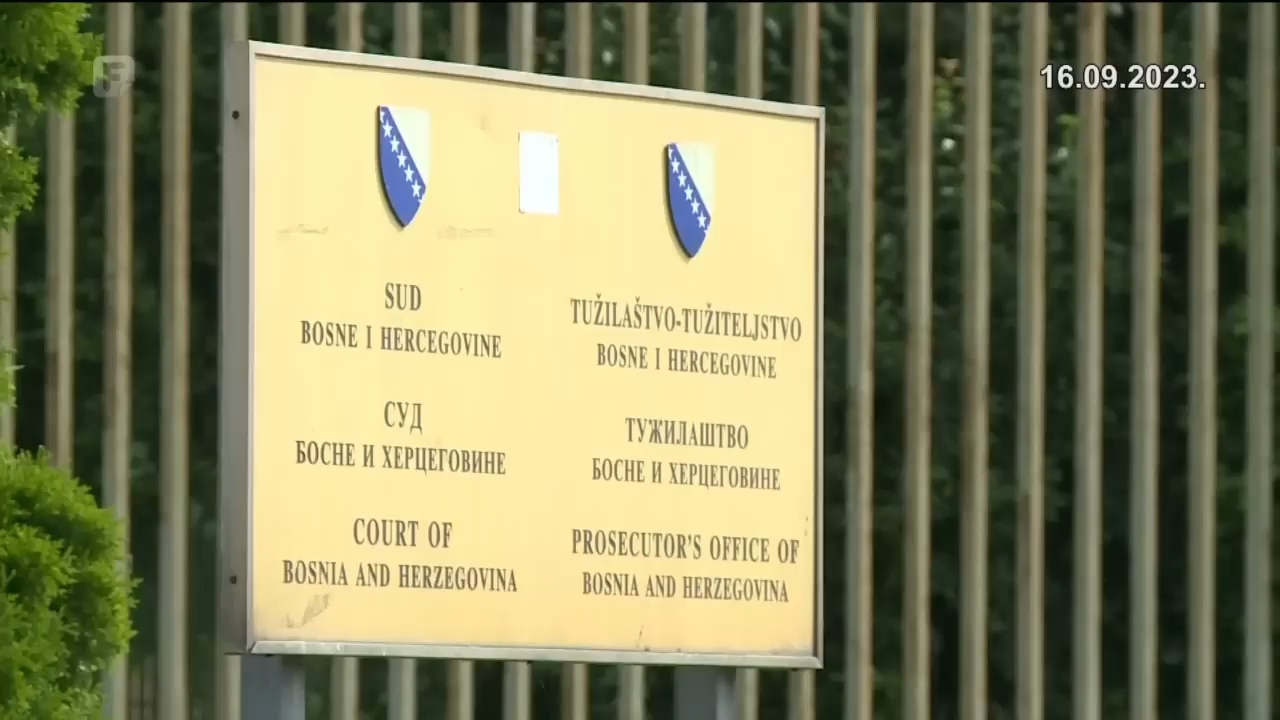 16.09.2023.
SUD
BOSNE I HERCEGOVINE
СУД
БОСНЕ И ХЕРЦЕГОВИНЕ
COURT OF
BOSNIA AND HERZEGOVINA
TUŽILAŠTVO-TUŽITELJSTVO
BOSNE I HERCEGOVINE
ТУЖИЛАШТВО
БОСНЕ И ХЕРЦЕГОВИНЕ
PROSECUTOR'S OFFICE OF
BOSNIA AND HERZEGOVINA